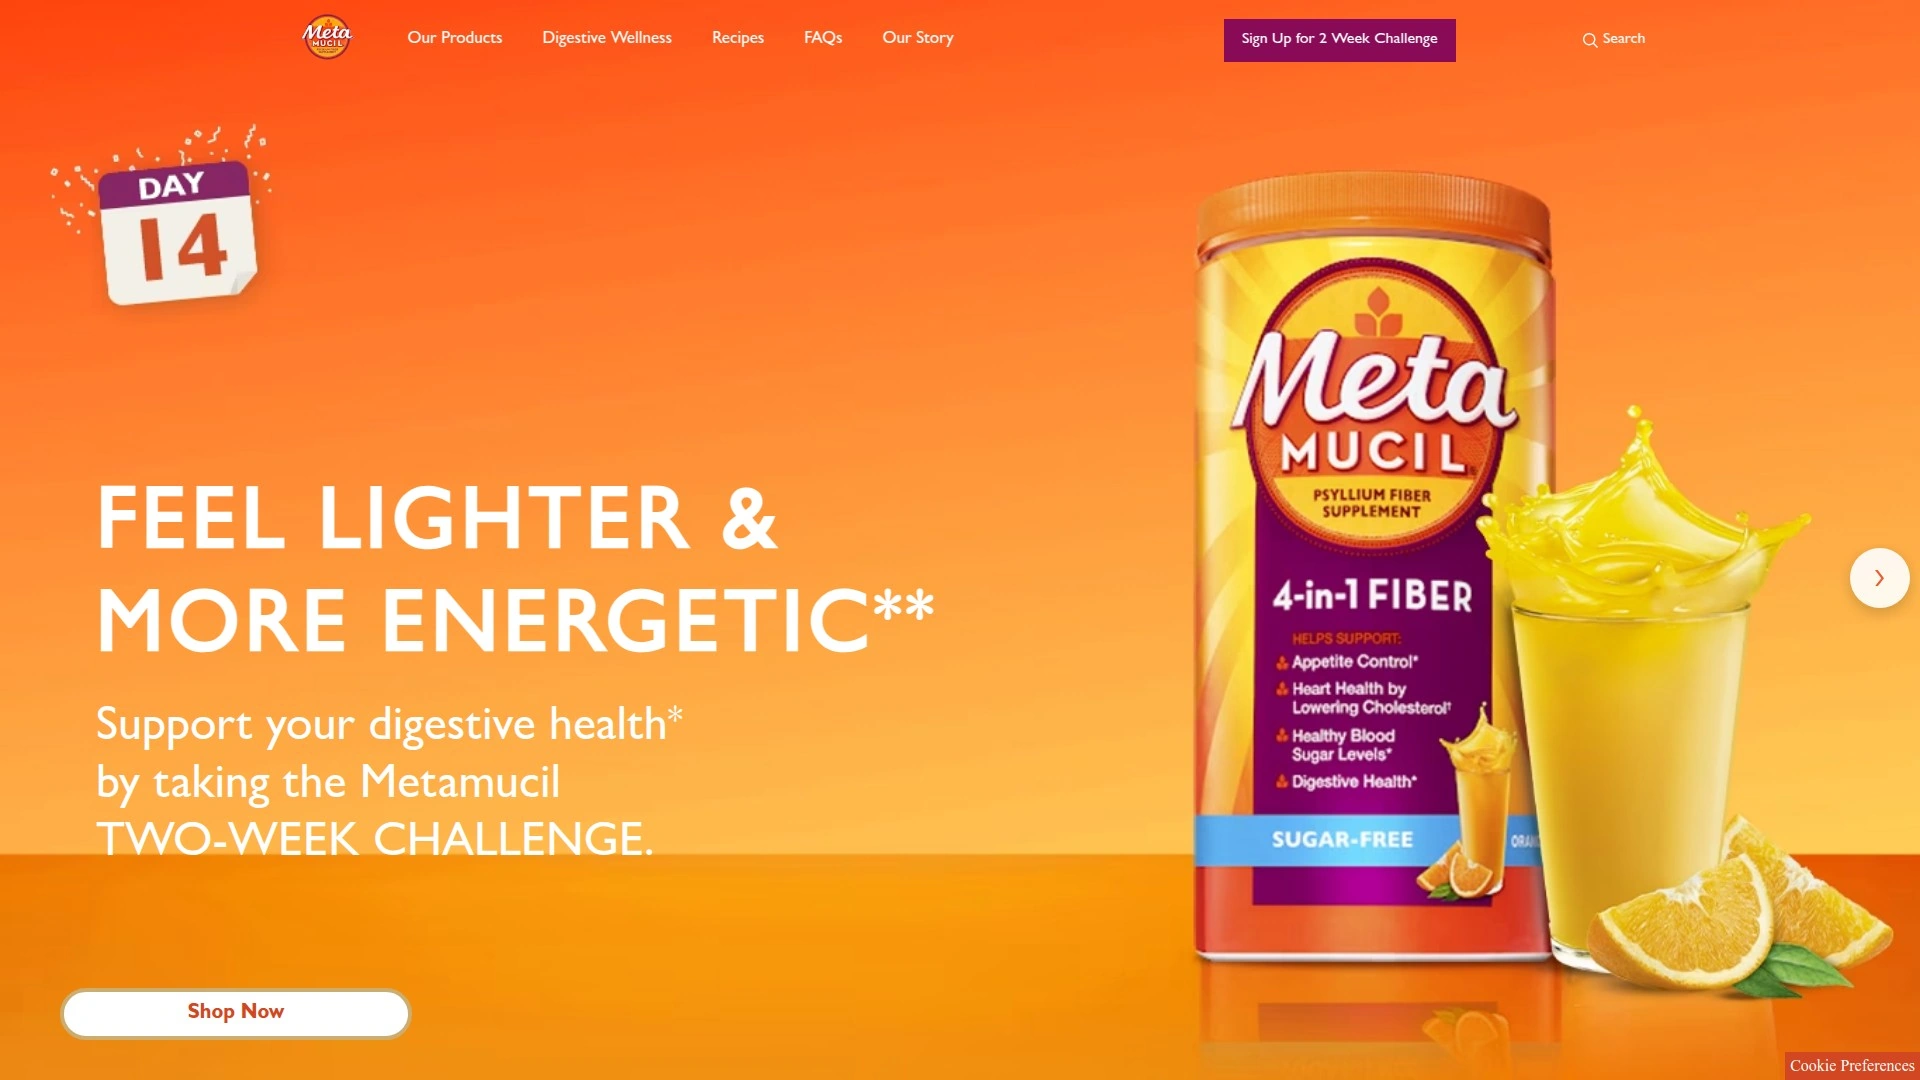 Meta
MUCIL
Our Products
Digestive Wellness
Recipes
FAQs
Our Story
Sign Up for 2 Week Challenge
Search
DAY
14
FEEL LIGHTER &
MORE ENERGETIC**
Support your digestive health*
by taking the Metamucil
TWO-WEEK CHALLENGE.
Shop Now
Meta
MUCIL
PSYLLIUM FIBER
SUPPLEMENT
4-in-1 FIBER
HELPS SUPPORT:
Appetite Control*
Heart Health by
Lowering Cholesterol†
Healthy Blood
Sugar Levels*
Digestive Health*
SUGAR-FREE
Cookie Preferences